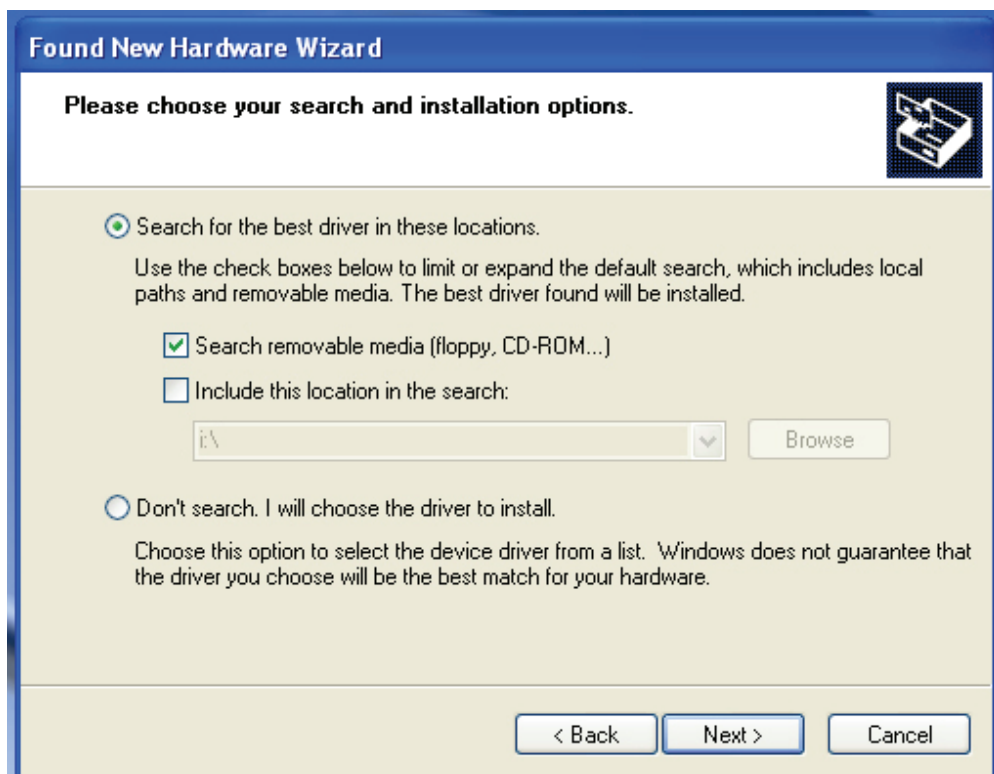 Found New Hardware Wizard
Please choose your search and installation options.
Search for the best driver in these locations.
Use the check boxes below to limit or expand the default search, which includes local
paths and removable media. The best driver found will be installed.
Search removable media (floppy, CD-ROM...)
Include this location in the search:
i:\
Browse
Don't search. I will choose the driver to install.
Choose this option to select the device driver from a list. Windows does not guarantee that
the driver you choose will be the best match for your hardware.
< Back
Next >
Cancel